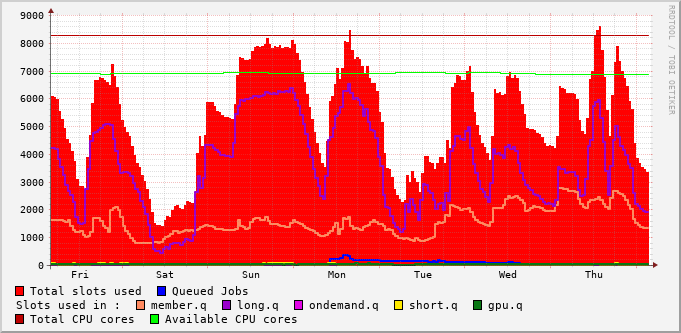 RRDTOOL / TOBI OETIKER
9000
8000
7000
6000
5000
4000
3000
2000
1000
0
Fri Sat Sun Mon Tue Wed Thu
Total slots used Queued Jobs
Slots used in : member.q long.q ondemand.q short.q gpu.q
Total CPU cores Available CPU cores